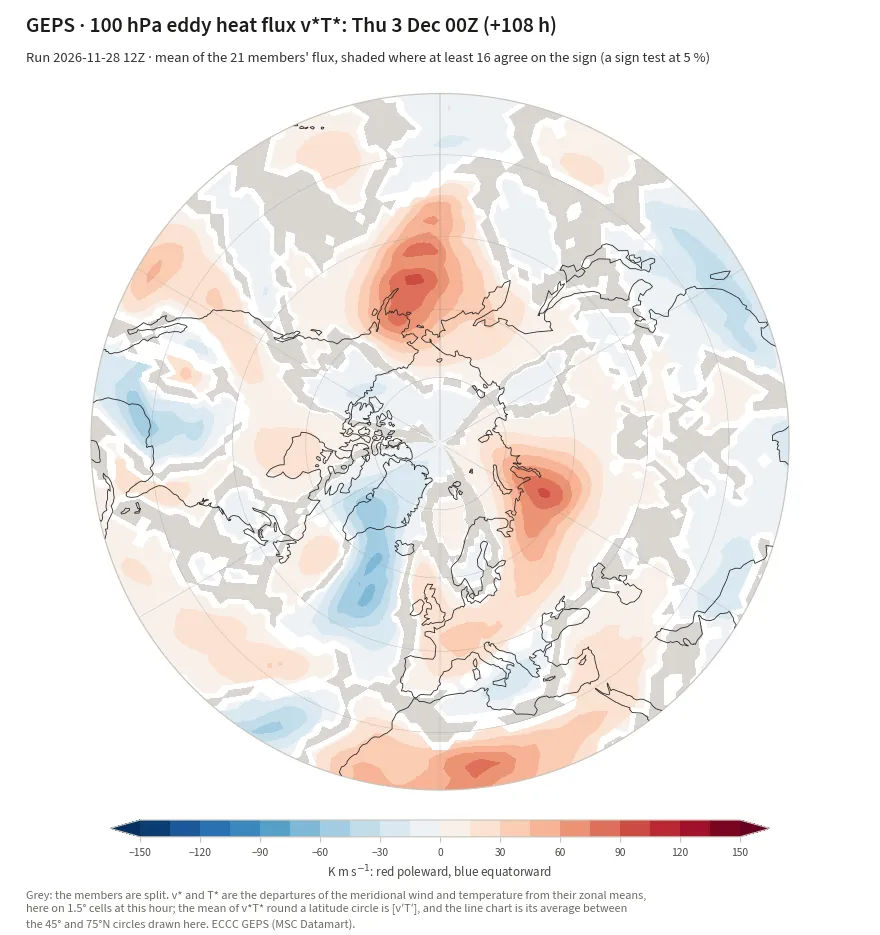 GEPS · 100 hPa eddy heat flux v*T*: Thu 3 Dec 00Z (+108 h)
Run 2026-11-28 12Z · mean of the 21 members' flux, shaded where at least 16 agree on the sign (a sign test at 5 %)
−150 −120 −90 −60 −30 0 30 60 90 120 150
K m s⁻¹: red poleward, blue equatorward
Grey: the members are split. v* and T* are the departures of the meridional wind and temperature from their zonal means,
here on 1.5° cells at this hour; the mean of v*T* round a latitude circle is [v'T'], and the line chart is its average between
the 45° and 75°N circles drawn here. ECCC GEPS (MSC Datamart).